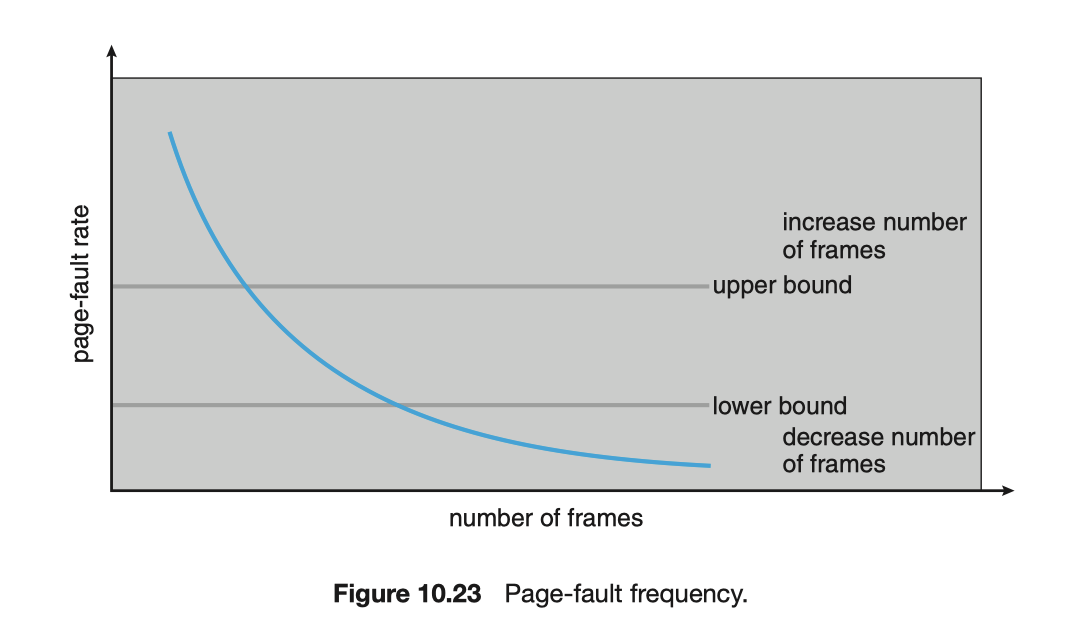 page-fault rate
increase number
of frames
upper bound
lower bound
decrease number
of frames
number of frames
Figure 10.23 Page-fault frequency.